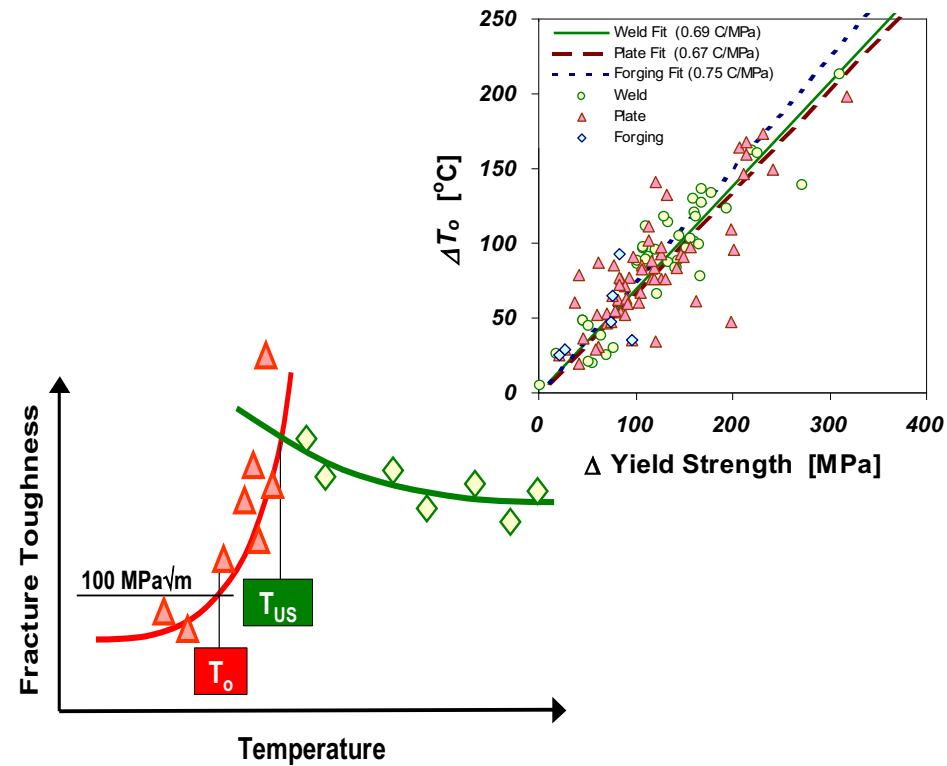 250
200
150
100
50
0
ΔTo [oC]
Weld Fit (0.69 C/MPa)
Plate Fit (0.67 C/MPa)
Forging Fit (0.75 C/MPa)
Weld
Plate
Forging
0 100 200 300 400
Δ Yield Strength [MPa]
Fracture Toughness
100 MPa√m
TUS
To
Temperature